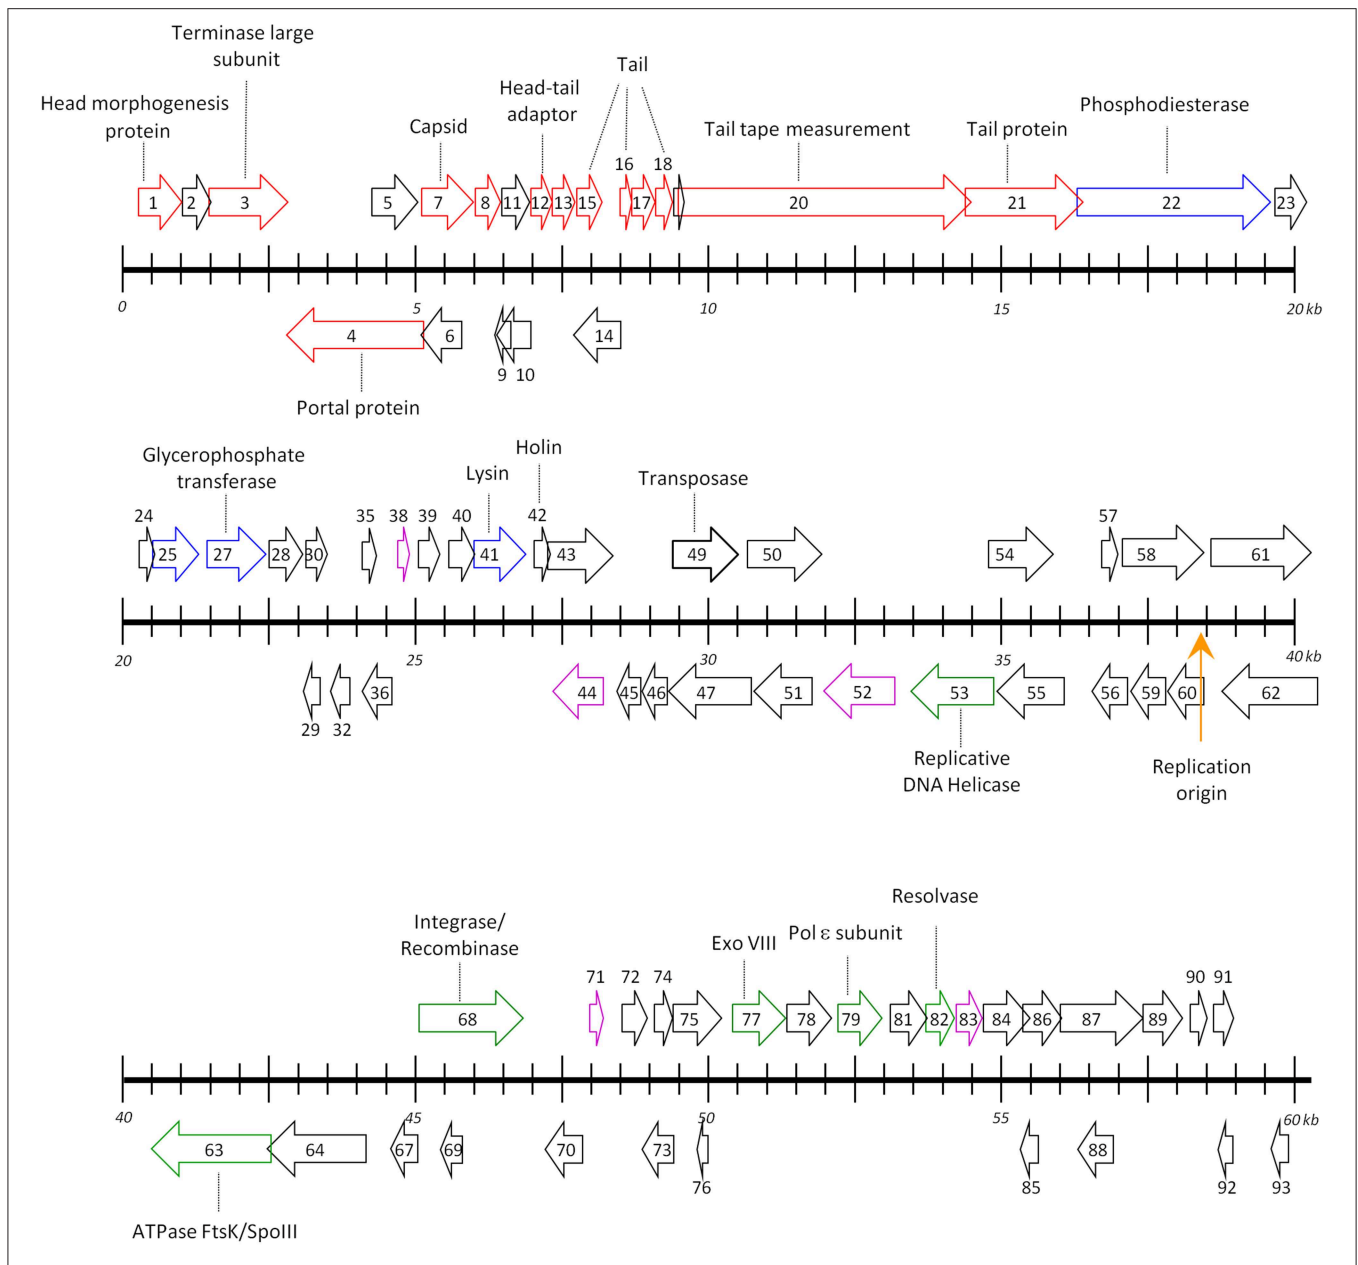 Terminase large
subunit
Head morphogenesis
protein
Capsid
Head-tail
adaptor
Tail
Tail tape measurement
Tail protein
Phosphodiesterase
16 18
1 2 3 5 7 8 11 12 13 15 17 20 21 22 23
0 5 10 15 20 kb
4 6 14
9 10
Portal protein
Glycerophosphate
transferase
Lysin
Holin
Transposase
24 35 38 39 40 42 57
25 27 28 30 41 43 49 50 54 58 61
20 25 30 35 40 kb
36 44 45 46 47 51 52 53 55 56 59 60 62
29 32
Replicative
DNA Helicase
Replication
origin
Integrase/
Recombinase
Exo VIII
Pol ε subunit
Resolvase
71 72 74 90 91
68 75 77 78 79 81 82 83 84 86 87 89
40 45 50 55 60 kb
63 64 67 69 70 73 88
76 85 92 93
ATPase FtsK/SpoIII